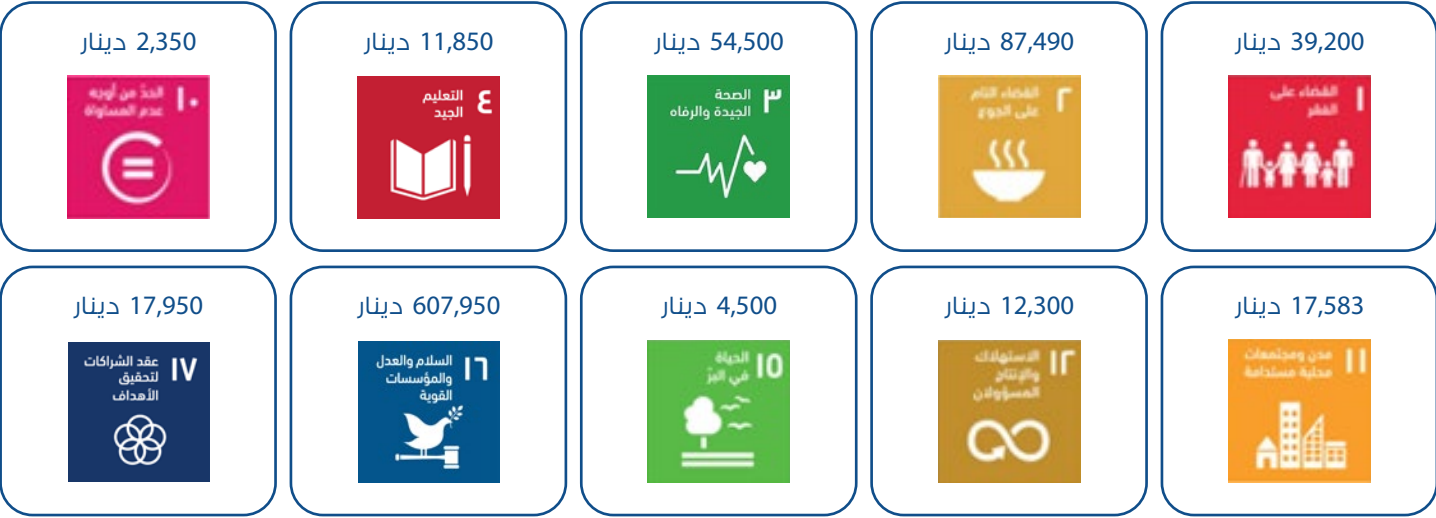 39,200 دينار
١
القضاء على
الفقر
87,490 دينار
٢
القضاء التام
على الجوع
54,500 دينار
٣
الصحة
الجيدة والرفاه
11,850 دينار
٤
التعليم
الجيد
2,350 دينار
١٠
الحدّ من أوجه
عدم المساواة
17,583 دينار
١١
مدن ومجتمعات
محلية مستدامة
12,300 دينار
١٢
الاستهلاك
والإنتاج
المسؤولان
4,500 دينار
١٥
الحياة
في البرّ
607,950 دينار
١٦
السلام والعدل
والمؤسسات
القوية
17,950 دينار
١٧
عقد الشراكات
لتحقيق
الأهداف